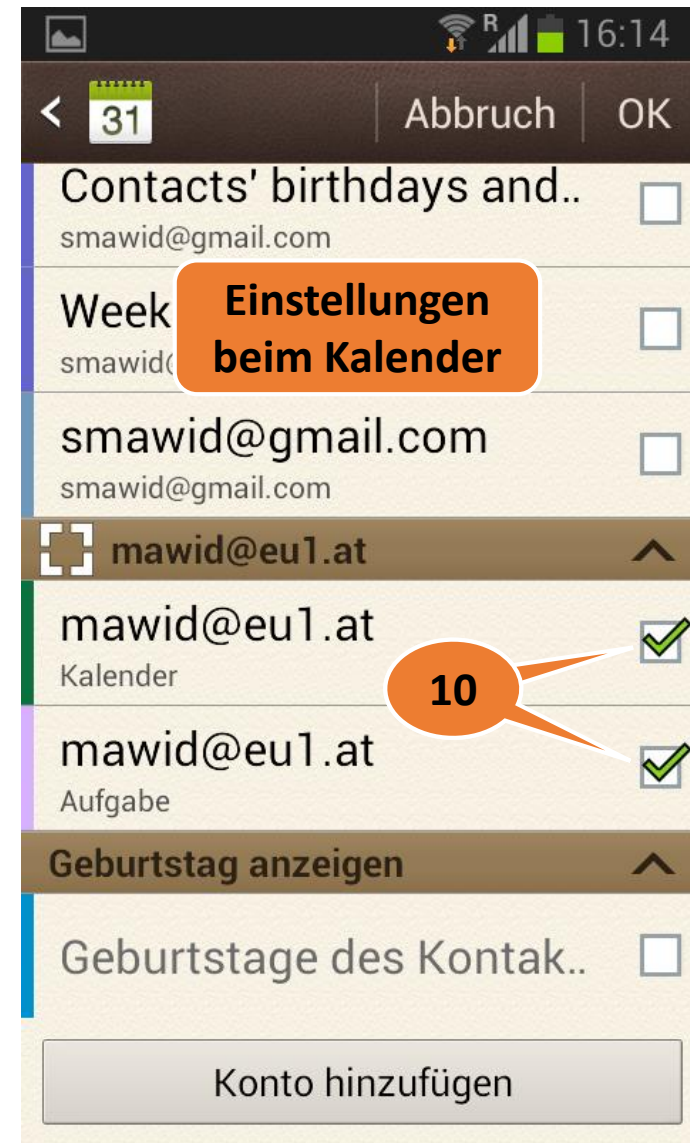 R 16:14
31 Abbruch OK
Contacts' birthdays and..
smawid@gmail.com
Week
smawid@
Einstellungen
beim Kalender
smawid@gmail.com
smawid@gmail.com
mawid@eu1.at
mawid@eu1.at
Kalender
10
mawid@eu1.at
Aufgabe
Geburtstag anzeigen
Geburtstage des Kontak..
Konto hinzufügen